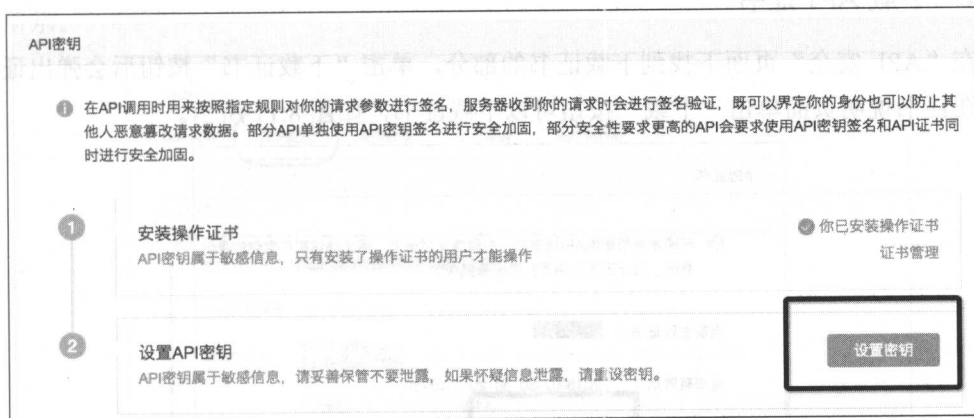 API密钥
在API调用时用来按照指定规则对你的请求参数进行签名，服务器收到你的请求时会进行签名验证，既可以界定你的身份也可以防止其
他人恶意篡改请求数据。部分API单独使用API密钥签名进行安全加固，部分安全性要求更高的API会要求使用API密钥签名和API证书同
时进行安全加固。
1
安装操作证书
你已安装操作证书
API密钥属于敏感信息，只有安装了操作证书的用户才能操作
证书管理
2
设置API密钥
设置密钥
API密钥属于敏感信息，请妥善保管不要泄露，如果怀疑信息泄露，请重设密钥。